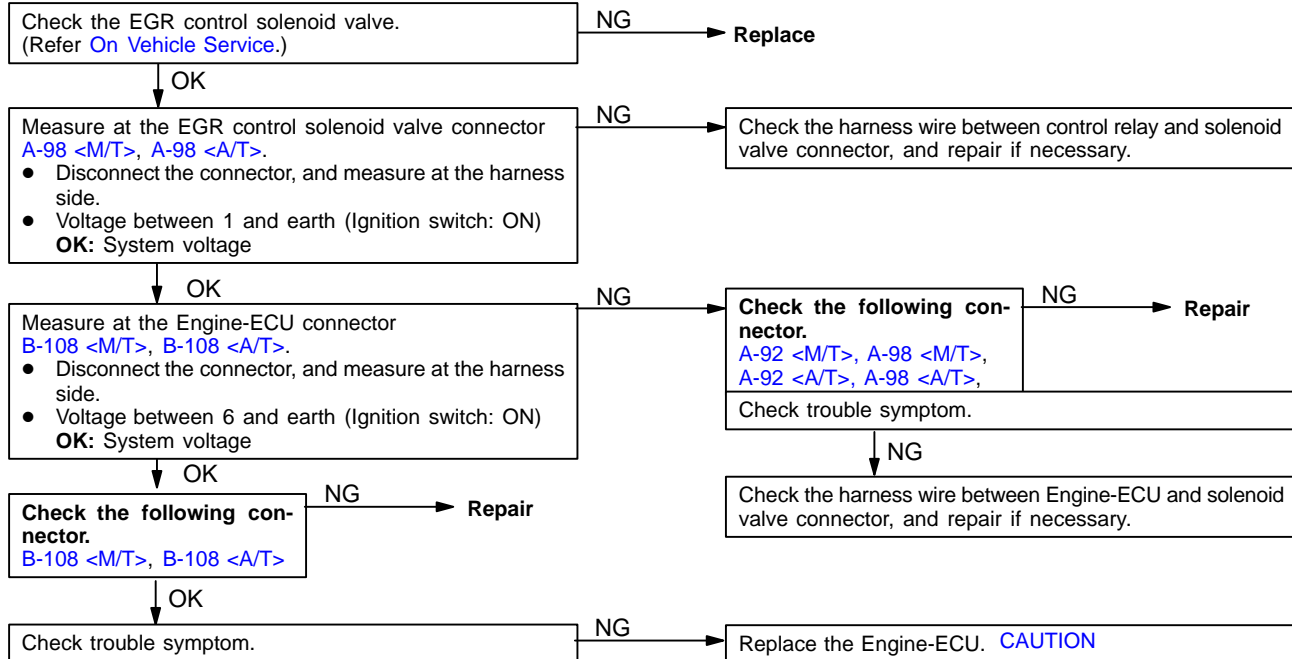 Check the EGR control solenoid valve.
(Refer On Vehicle Service.)
NG
Replace
OK
Measure at the EGR control solenoid valve connector
A-98 <M/T>, A-98 <A/T>.
● Disconnect the connector, and measure at the harness
side.
● Voltage between 1 and earth (Ignition switch: ON)
OK: System voltage
NG
Check the harness wire between control relay and solenoid
valve connector, and repair if necessary.
OK
Measure at the Engine-ECU connector
B-108 <M/T>, B-108 <A/T>.
● Disconnect the connector, and measure at the harness
side.
● Voltage between 6 and earth (Ignition switch: ON)
OK: System voltage
NG
Check the following con-
nector.
A-92 <M/T>, A-98 <M/T>,
A-92 <A/T>, A-98 <A/T>,
NG
Repair
Check trouble symptom.
NG
Check the harness wire between Engine-ECU and solenoid
valve connector, and repair if necessary.
OK
Check the following con-
nector.
B-108 <M/T>, B-108 <A/T>
NG
Repair
OK
Check trouble symptom.
NG
Replace the Engine-ECU. CAUTION